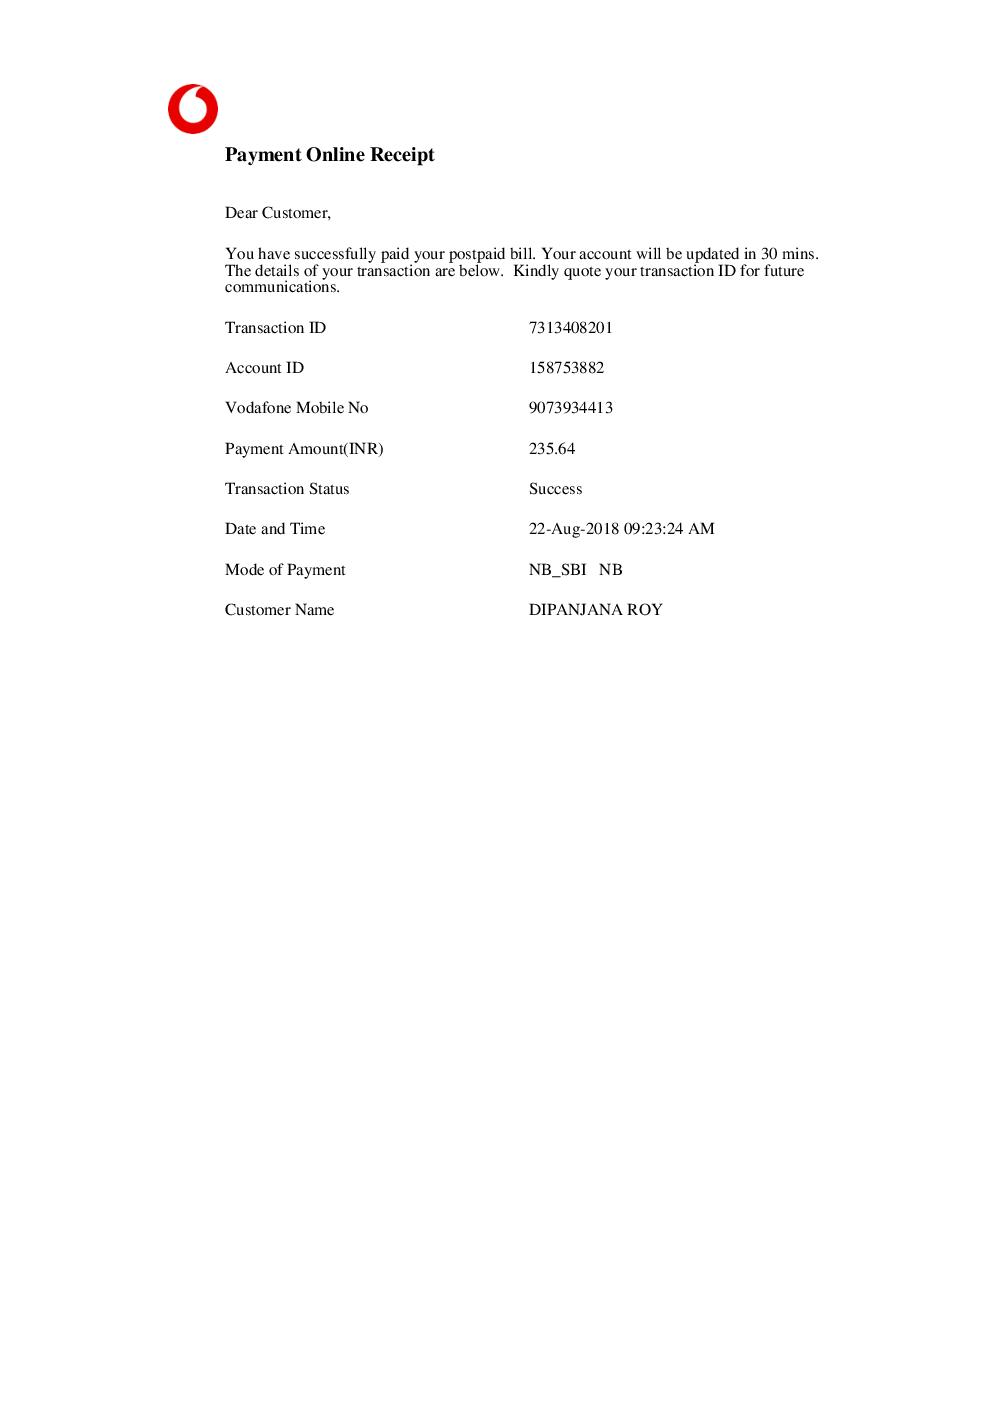 Payment Online Receipt
Dear Customer,
You have successfully paid your postpaid bill. Your account will be updated in 30 mins.
The details of your transaction are below.  Kindly quote your transaction ID for future
communications.
Transaction ID 7313408201
Account ID 158753882
Vodafone Mobile No 9073934413
Payment Amount(INR) 235.64
Transaction Status Success
Date and Time 22-Aug-2018 09:23:24 AM
Mode of Payment NB_SBI   NB
Customer Name DIPANJANA ROY